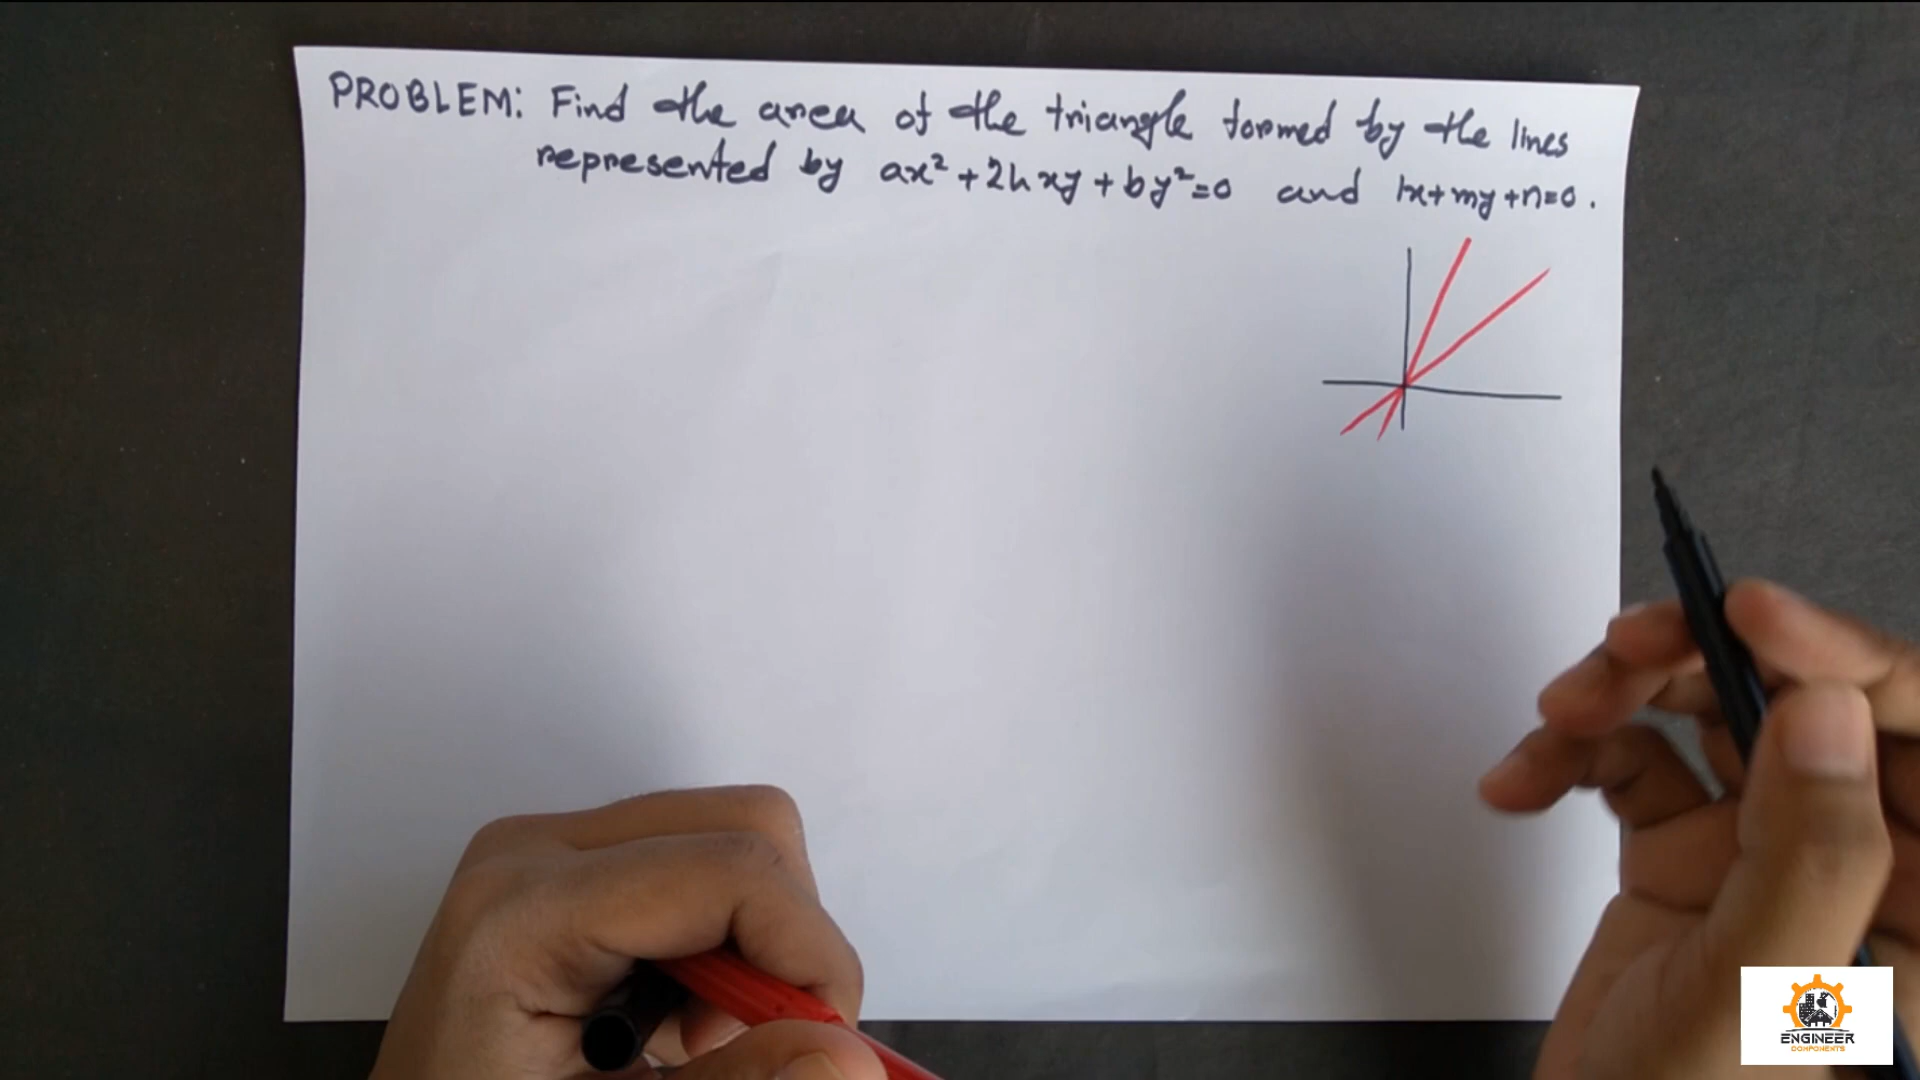 PROBLEM: Find the area of the triangle formed by the lines
represented by ax²+2hxy+by²=0 and lx+my+n=0.
ENGINEER
COMPONENTS